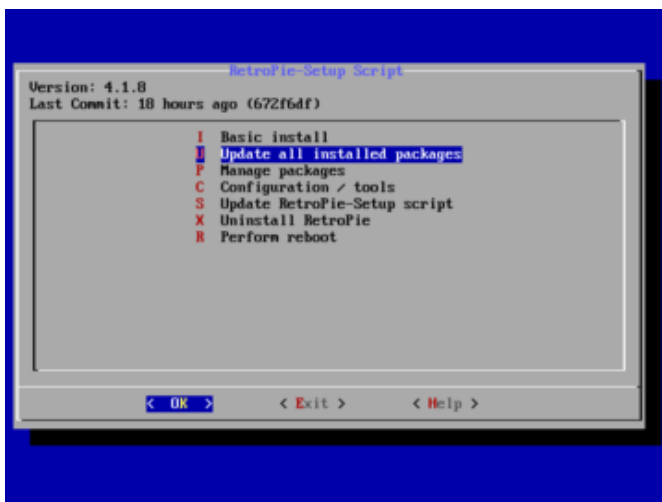 RetroPie-Setup Script
Version: 4.1.8
Last Commit: 18 hours ago (672f6df)
I Basic install
U Update all installed packages
P Manage packages
C Configuration / tools
S Update RetroPie-Setup script
X Uninstall RetroPie
R Perform reboot
< OK > < Exit > < Help >